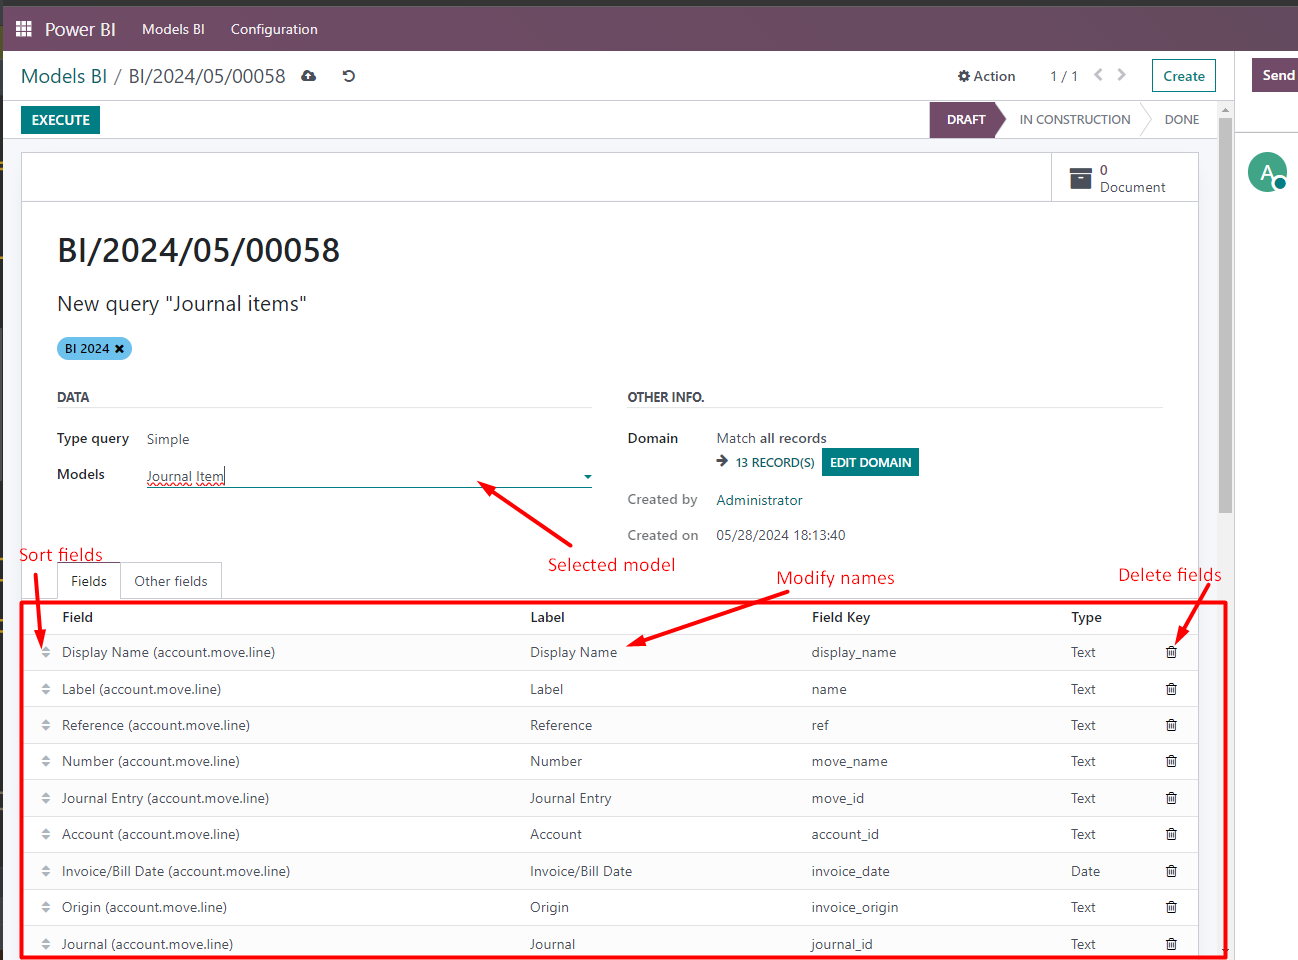 Power BI Models BI Configuration
Models BI / BI/2024/05/00058 Action 1 / 1 Create Send
EXECUTE DRAFT IN CONSTRUCTION DONE
0
Document
A
BI/2024/05/00058
New query "Journal items"
BI 2024 ✖
DATA OTHER INFO.
Type query Simple Domain Match all records
13 RECORD(S) EDIT DOMAIN
Models Journal Item
Created by Administrator
Created on 05/28/2024 18:13:40
Sort fields Selected model Modify names Delete fields
Fields Other fields
Field Label Field Key Type
Display Name (account.move.line) Display Name display_name Text
Label (account.move.line) Label name Text
Reference (account.move.line) Reference ref Text
Number (account.move.line) Number move_name Text
Journal Entry (account.move.line) Journal Entry move_id Text
Account (account.move.line) Account account_id Text
Invoice/Bill Date (account.move.line) Invoice/Bill Date invoice_date Date
Origin (account.move.line) Origin invoice_origin Text
Journal (account.move.line) Journal journal_id Text